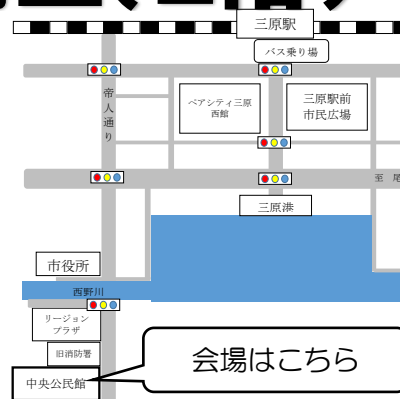 三原駅
バス乗り場
帝人通り
ペアシティ三原
西館
三原駅前
市民広場
至 尾
三原港
市役所
西野川
リージョン
プラザ
旧消防署
中央公民館
会場はこちら